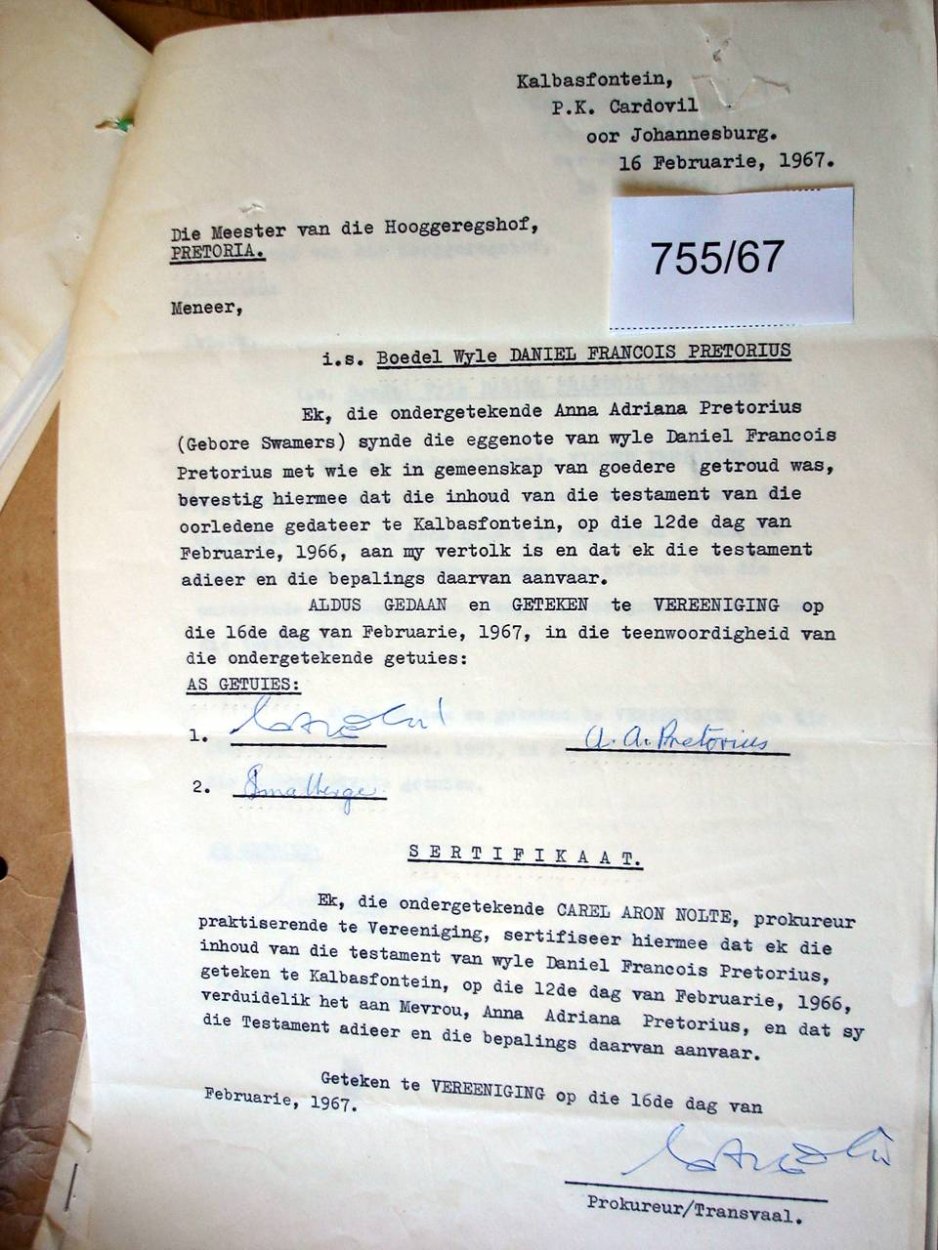 Kalbasfontein,
P.K. Cardovil
oor Johannesburg.
16 Februarie, 1967.
Die Meester van die Hooggeregshof,
PRETORIA.
755/67
Meneer,
i.s. Boedel Wyle DANIEL FRANCOIS PRETORIUS
Ek, die ondergetekende Anna Adriana Pretorius
(Gebore Swamers) synde die eggenote van wyle Daniel Francois
Pretorius met wie ek in gemeenskap van goedere getroud was,
bevestig hiermee dat die inhoud van die testament van die
oorledene gedateer te Kalbasfontein, op die 12de dag van
Februarie, 1966, aan my vertolk is en dat ek die testament
adieer en die bepalings daarvan aanvaar.
ALDUS GEDAAN en GETEKEN te VEREENIGING op
die 16de dag van Februarie, 1967, in die teenwoordigheid van
die ondergetekende getuies:
AS GETUIES:
1.
A. A. Pretorius
2. Smalberger
S E R T I F I K A A T.
Ek, die ondergetekende CAREL ARON NOLTE, prokureur
praktiserende te Vereeniging, sertifiseer hiermee dat ek die
inhoud van die testament van wyle Daniel Francois Pretorius,
geteken te Kalbasfontein, op die 12de dag van Februarie, 1966,
verduidelik het aan Mevrou, Anna Adriana Pretorius, en dat sy
die Testament adieer en die bepalings daarvan aanvaar.
Geteken te VEREENIGING op die 16de dag van
Februarie, 1967.
Prokureur/Transvaal.